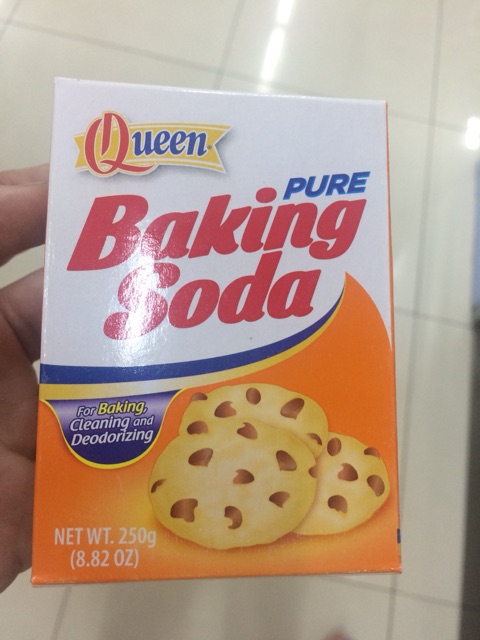 Queen
PURE
Baking
Soda
For Baking,
Cleaning and
Deodorizing
NET WT. 250g
(8.82 OZ)